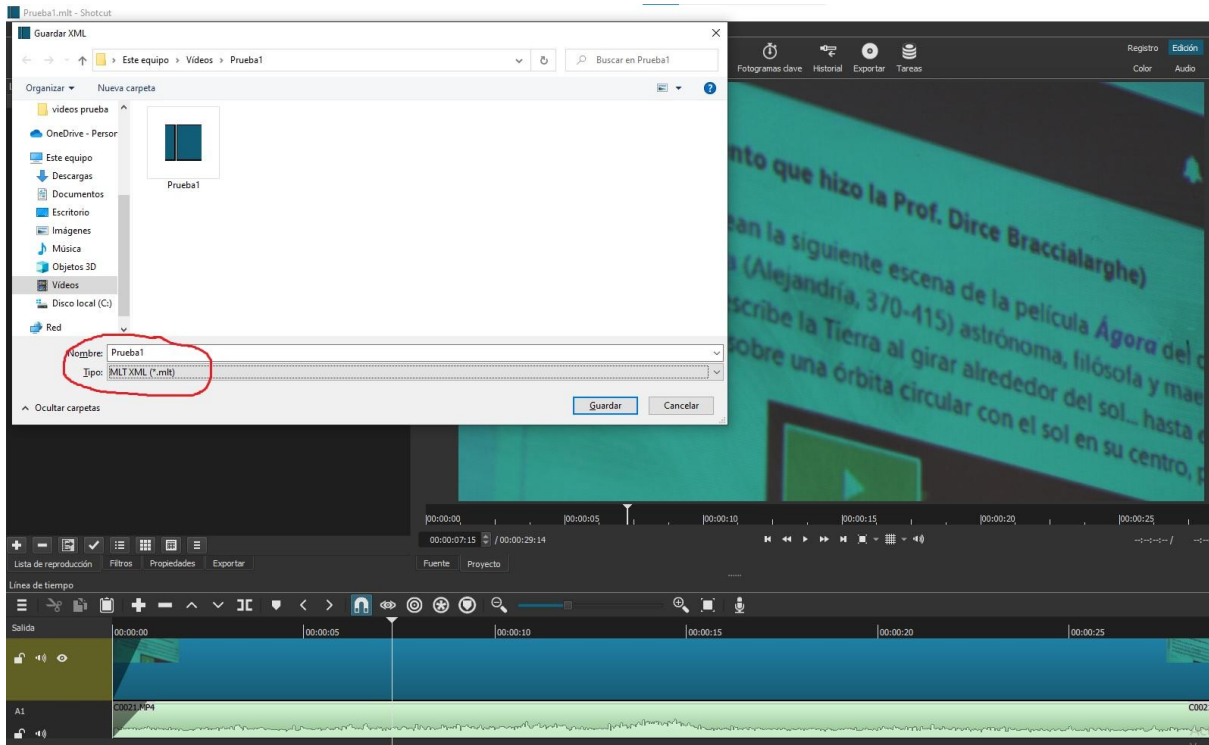 Prueba1.mlt - Shotcut
Guardar XML
Este equipo > Vídeos > Prueba1
Buscar en Prueba1
Organizar
Nueva carpeta
videos prueba
OneDrive - Person
Este equipo
Descargas
Documentos
Escritorio
Imágenes
Música
Objetos 3D
Vídeos
Disco local (C:)
Red
Prueba1
Nombre: Prueba1
Tipo: MLT XML (*.mlt)
Ocultar carpetas
Guardar
Cancelar
Fotogramas clave
Historial
Exportar
Tareas
Registro
Edición
Color
Audio
nto que hizo la Prof. Dirce Braccialarghe)
ean la siguiente escena de la película Ágora del
(Alejandría, 370-415) astrónoma, filósofa y mae
scribe la Tierra al girar alrededor del sol... hasta
sobre una órbita circular con el sol en su centro, p
00:00:00
00:00:05
00:00:10
00:00:15
00:00:20
00:00:25
00:00:07:15 / 00:00:29:14
--:--:--:-- /
Lista de reproducción
Filtros
Propiedades
Exportar
Fuente
Proyecto
Línea de tiempo
Salida
00:00:00
00:00:05
00:00:10
00:00:15
00:00:20
00:00:25
A1
C0021.MP4
C002